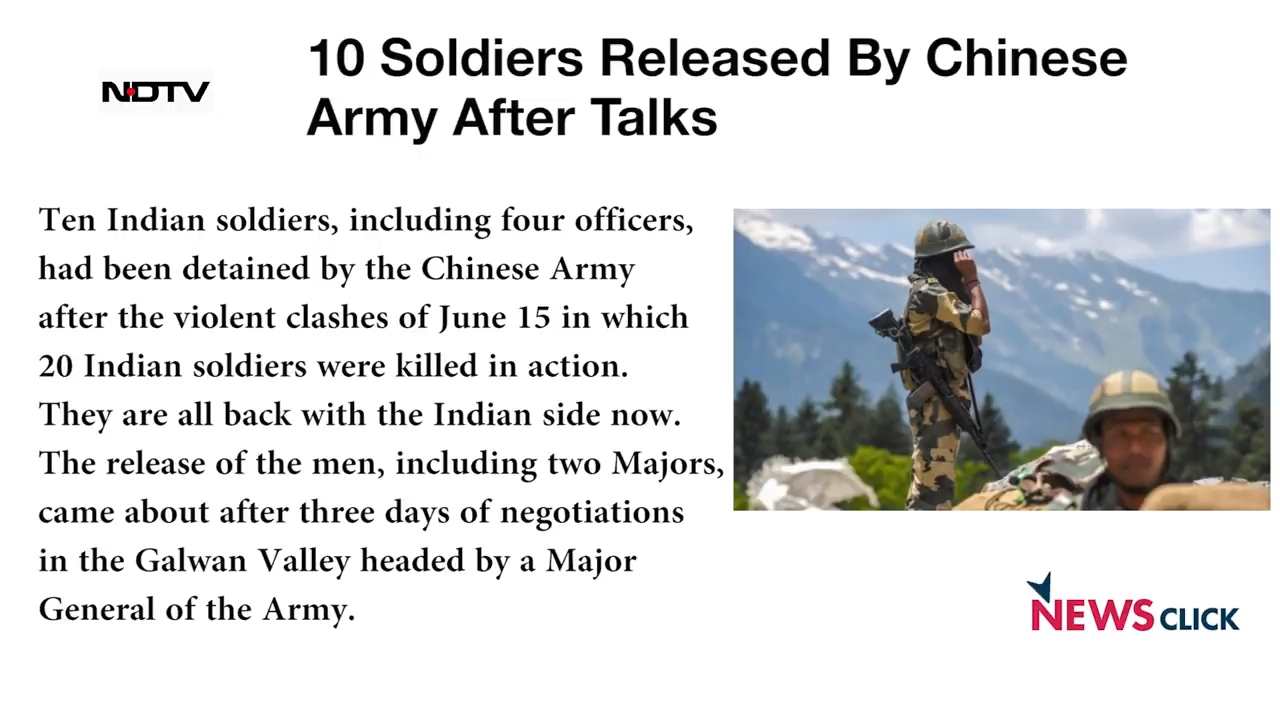 NDTV
10 Soldiers Released By Chinese
Army After Talks
Ten Indian soldiers, including four officers,
had been detained by the Chinese Army
after the violent clashes of June 15 in which
20 Indian soldiers were killed in action.
They are all back with the Indian side now.
The release of the men, including two Majors,
came about after three days of negotiations
in the Galwan Valley headed by a Major
General of the Army.
NEWS CLICK